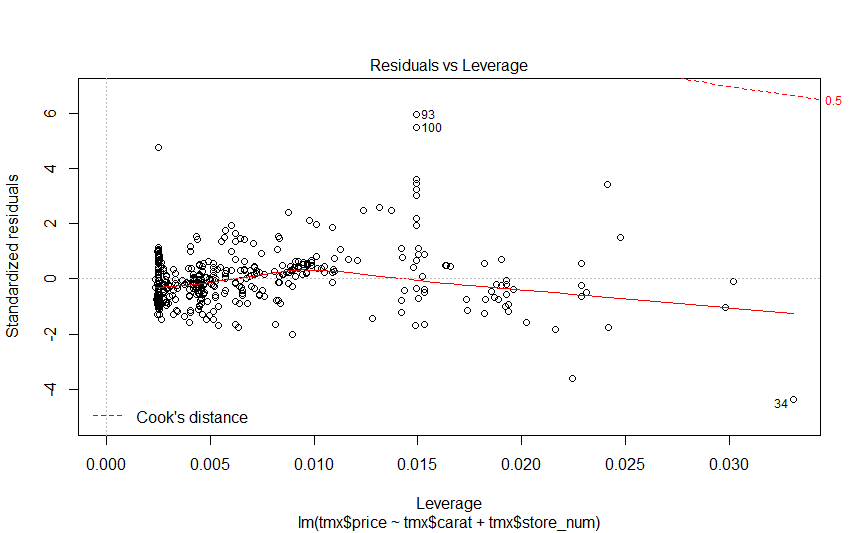 Residuals vs Leverage
Standardized residuals
6
4
2
0
-2
-4
93
100
34
0.5
Cook's distance
0.000 0.005 0.010 0.015 0.020 0.025 0.030
Leverage
lm(tmx$price ~ tmx$carat + tmx$store_num)